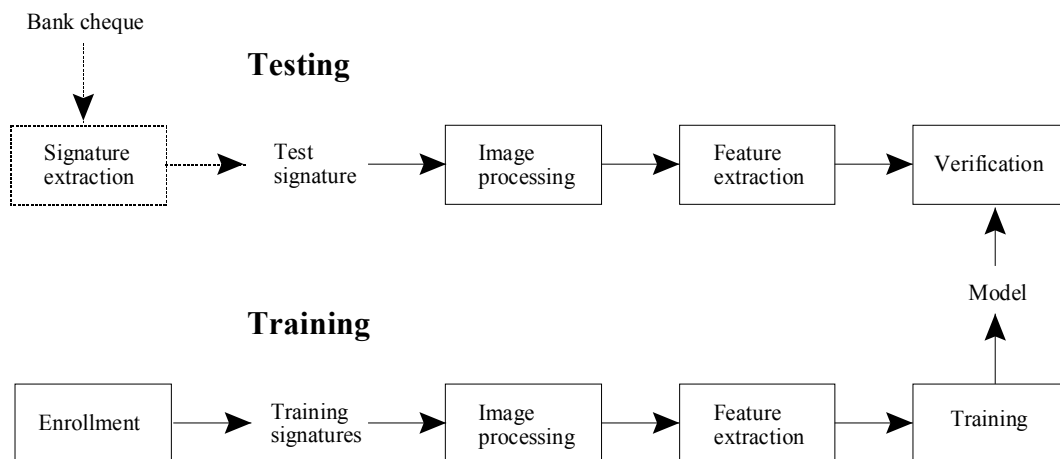 Bank cheque
Testing
Signature
extraction
Test
signature
Image
processing
Feature
extraction
Verification
Model
Training
Enrollment
Training
signatures
Image
processing
Feature
extraction
Training